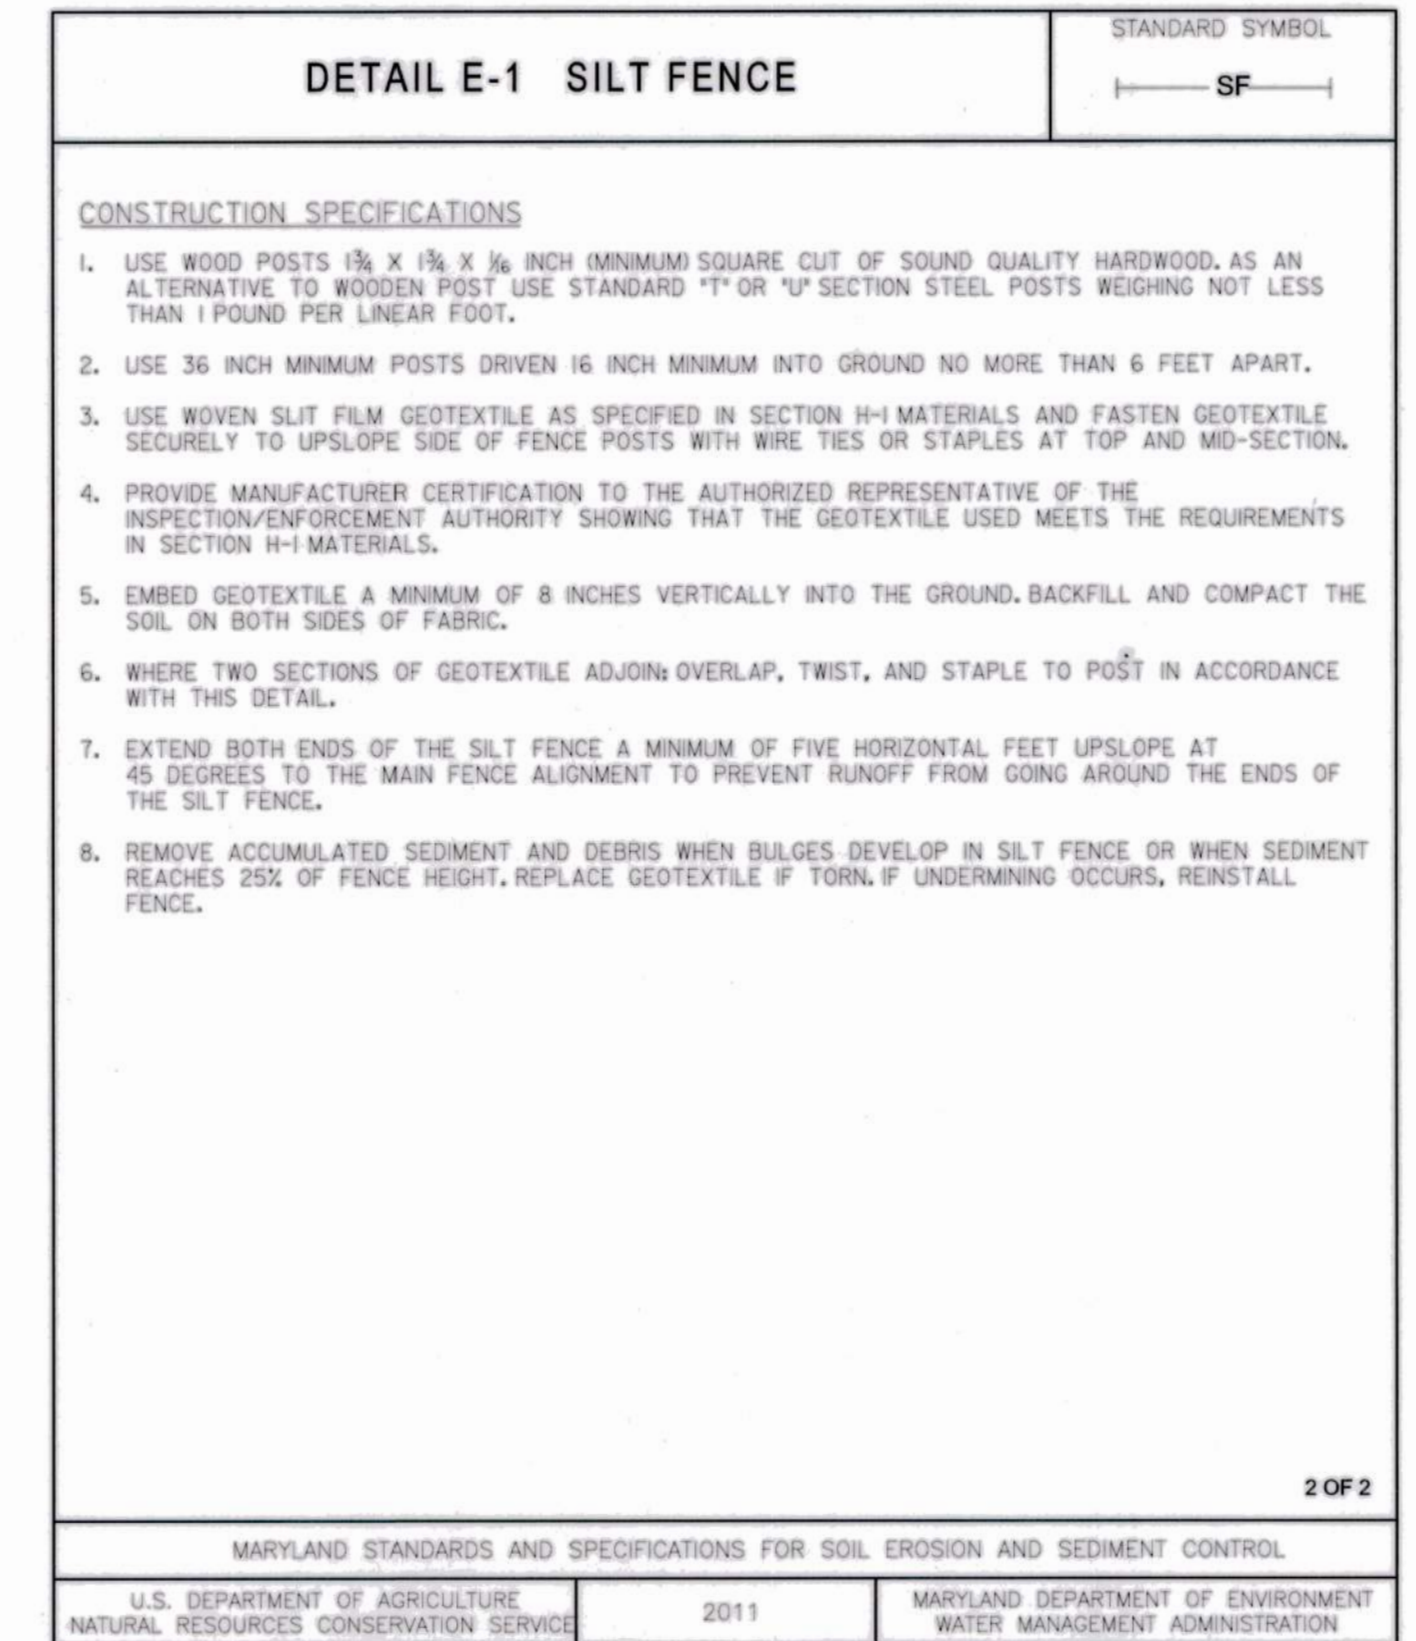 DETAIL E-1 SILT FENCE
STANDARD SYMBOL
SF
CONSTRUCTION SPECIFICATIONS
1. USE WOOD POSTS 1¾ X 1¾ X 1/16 INCH (MINIMUM) SQUARE CUT OF SOUND QUALITY HARDWOOD. AS AN
ALTERNATIVE TO WOODEN POST USE STANDARD "T" OR "U" SECTION STEEL POSTS WEIGHING NOT LESS
THAN 1 POUND PER LINEAR FOOT.
2. USE 36 INCH MINIMUM POSTS DRIVEN 16 INCH MINIMUM INTO GROUND NO MORE THAN 6 FEET APART.
3. USE WOVEN SLIT FILM GEOTEXTILE AS SPECIFIED IN SECTION H-1 MATERIALS AND FASTEN GEOTEXTILE
SECURELY TO UPSLOPE SIDE OF FENCE POSTS WITH WIRE TIES OR STAPLES AT TOP AND MID-SECTION.
4. PROVIDE MANUFACTURER CERTIFICATION TO THE AUTHORIZED REPRESENTATIVE OF THE
INSPECTION/ENFORCEMENT AUTHORITY SHOWING THAT THE GEOTEXTILE USED MEETS THE REQUIREMENTS
IN SECTION H-1 MATERIALS.
5. EMBED GEOTEXTILE A MINIMUM OF 8 INCHES VERTICALLY INTO THE GROUND. BACKFILL AND COMPACT THE
SOIL ON BOTH SIDES OF FABRIC.
6. WHERE TWO SECTIONS OF GEOTEXTILE ADJOIN: OVERLAP, TWIST, AND STAPLE TO POST IN ACCORDANCE
WITH THIS DETAIL.
7. EXTEND BOTH ENDS OF THE SILT FENCE A MINIMUM OF FIVE HORIZONTAL FEET UPSLOPE AT
45 DEGREES TO THE MAIN FENCE ALIGNMENT TO PREVENT RUNOFF FROM GOING AROUND THE ENDS OF
THE SILT FENCE.
8. REMOVE ACCUMULATED SEDIMENT AND DEBRIS WHEN BULGES DEVELOP IN SILT FENCE OR WHEN SEDIMENT
REACHES 25% OF FENCE HEIGHT. REPLACE GEOTEXTILE IF TORN. IF UNDERMINING OCCURS, REINSTALL
FENCE.
2 OF 2
MARYLAND STANDARDS AND SPECIFICATIONS FOR SOIL EROSION AND SEDIMENT CONTROL
U.S. DEPARTMENT OF AGRICULTURE
NATURAL RESOURCES CONSERVATION SERVICE
2011
MARYLAND DEPARTMENT OF ENVIRONMENT
WATER MANAGEMENT ADMINISTRATION